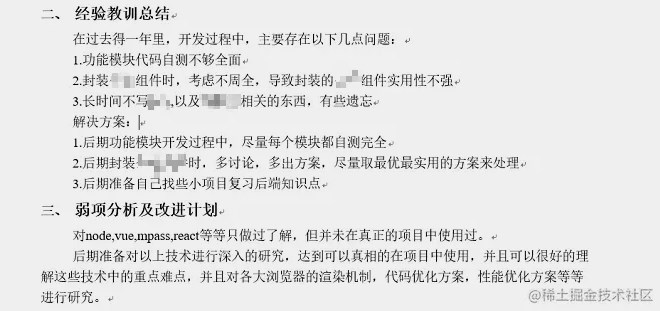 二、 经验教训总结
在过去得一年里，开发过程中，主要存在以下几点问题：
1.功能模块代码自测不够全面
2.封装组件时，考虑不周全，导致封装的组件实用性不强
3.长时间不写,以及相关的东西，有些遗忘
解决方案：
1.后期功能模块开发过程中，尽量每个模块都自测完全
2.后期封装时，多讨论，多出方案，尽量取最优最实用的方案来处理
3.后期准备自己找些小项目复习后端知识点
三、 弱项分析及改进计划
对node,vue,mpass,react等等只做过了解，但并未在真正的项目中使用过。
后期准备对以上技术进行深入的研究，达到可以真相的在项目中使用，并且可以很好的理
解这些技术中的重点难点，并且对各大浏览器的渲染机制，代码优化方案，性能优化方案等等
进行研究。
@稀土掘金技术社区